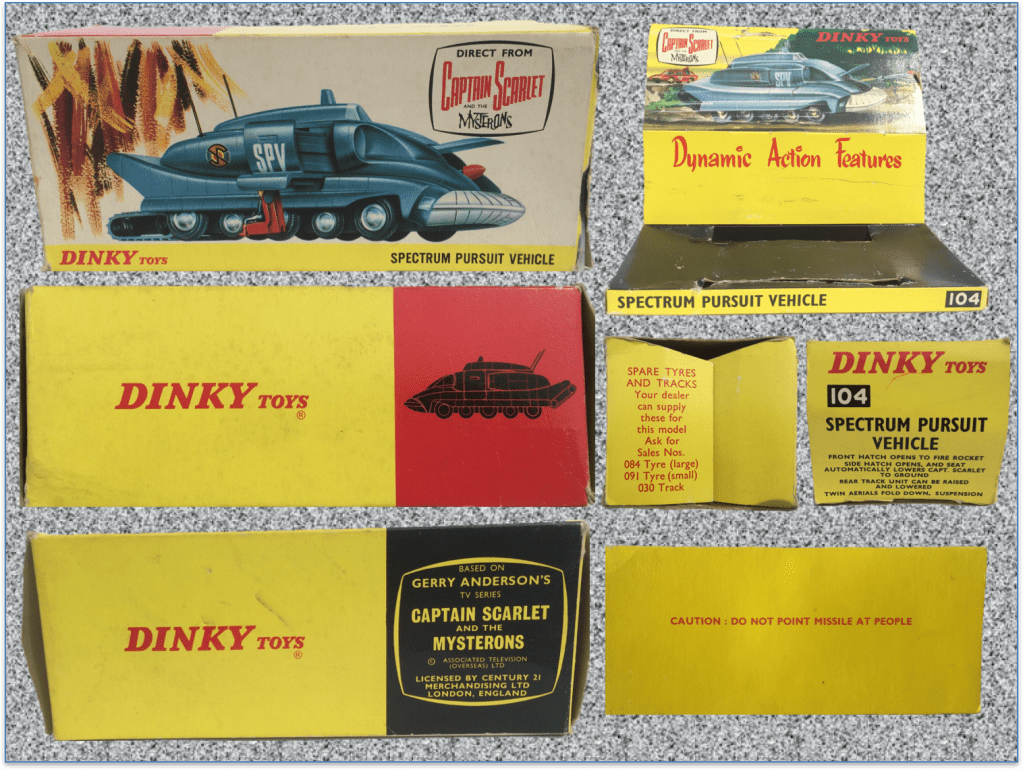 DIRECT FROM
CAPTAIN SCARLET
AND THE
MYSTERONS
SPV
DINKY TOYS
SPECTRUM PURSUIT VEHICLE
DIRECT FROM
CAPTAIN SCARLET
MYSTERONS
DINKY TOYS
SPV
Dynamic Action Features
SPECTRUM PURSUIT VEHICLE 104
DINKY TOYS
®
SPARE TYRES
AND TRACKS
Your dealer
can supply
these for
this model
Ask for
Sales Nos.
084 Tyre (large)
091 Tyre (small)
030 Track
DINKY TOYS
104
SPECTRUM PURSUIT
VEHICLE
FRONT HATCH OPENS TO FIRE ROCKET
SIDE HATCH OPENS, AND SEAT
AUTOMATICALLY LOWERS CAPT. SCARLET
TO GROUND
REAR TRACK UNIT CAN BE RAISED
AND LOWERED
TWIN AERIALS FOLD DOWN. SUSPENSION
DINKY TOYS
®
BASED ON
GERRY ANDERSON'S
TV SERIES
CAPTAIN SCARLET
AND THE
MYSTERONS
© ASSOCIATED TELEVISION
(OVERSEAS) LTD
LICENSED BY CENTURY 21
MERCHANDISING LTD
LONDON, ENGLAND
CAUTION : DO NOT POINT MISSILE AT PEOPLE